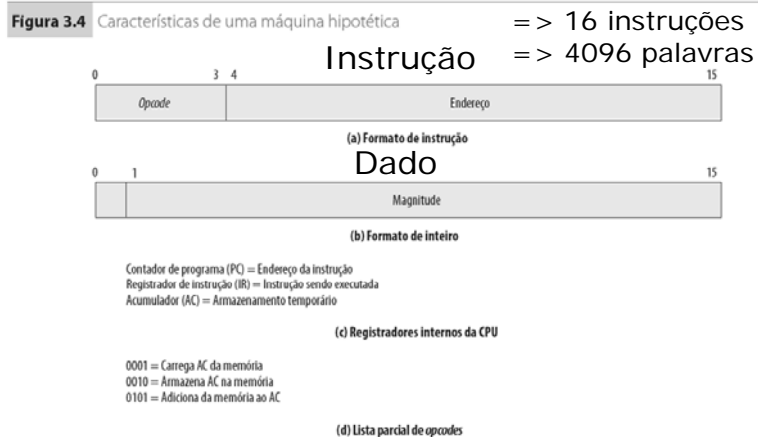 Figura 3.4 Características de uma máquina hipotética
=> 16 instruções
=> 4096 palavras
Instrução
0 3 4 15
Opcode Endereço
(a) Formato de instrução
Dado
0 1 15
Magnitude
(b) Formato de inteiro
Contador de programa (PC) = Endereço da instrução
Registrador de instrução (IR) = Instrução sendo executada
Acumulador (AC) = Armazenamento temporário
(c) Registradores internos da CPU
0001 = Carrega AC da memória
0010 = Armazena AC na memória
0101 = Adiciona da memória ao AC
(d) Lista parcial de opcodes